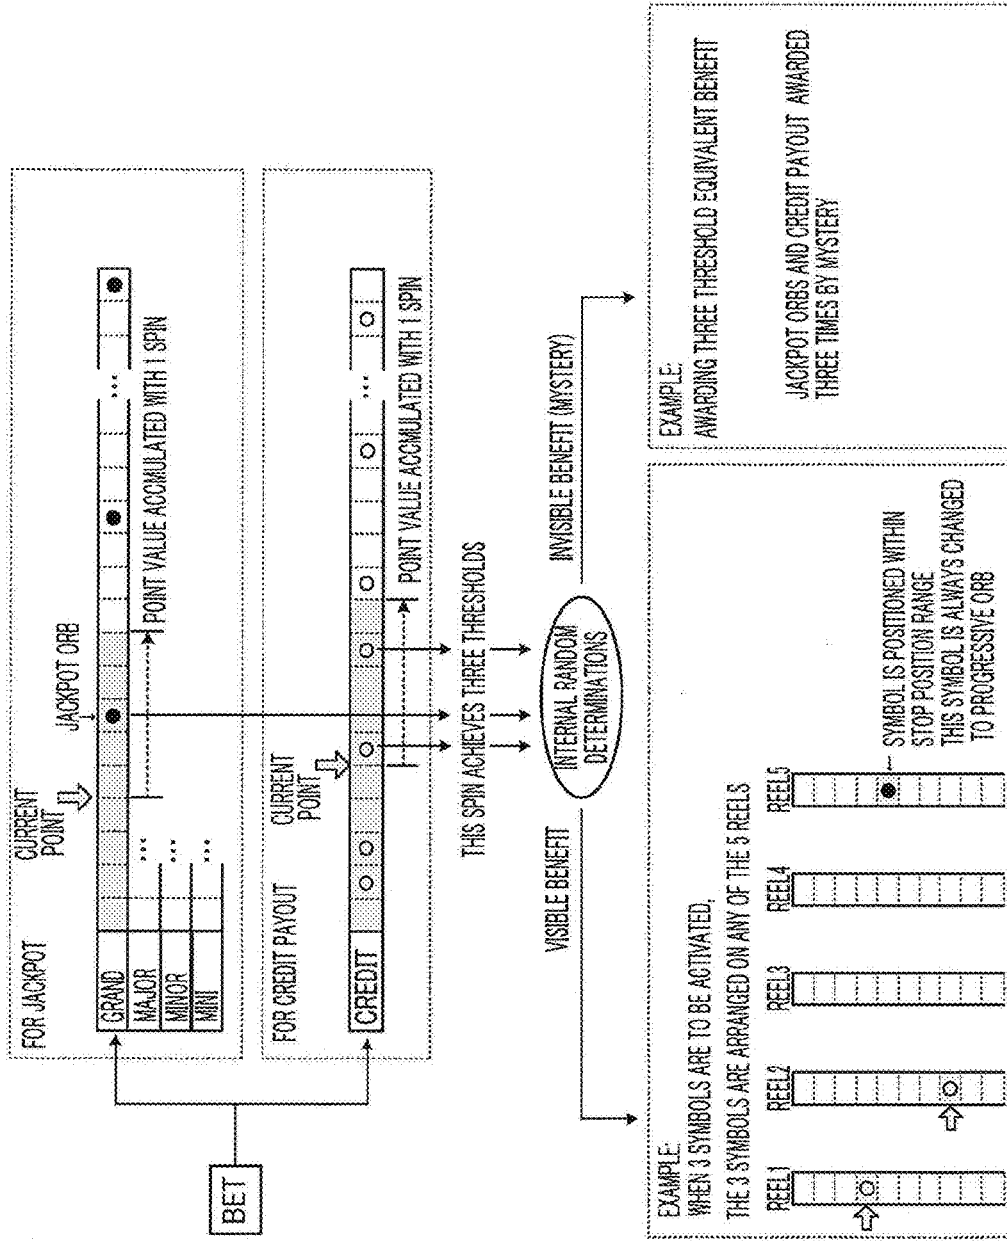 BET
FOR JACKPOT
CURRENT
POINT
JACKPOT ORB
GRAND
MAJOR
MINOR
MINI
POINT VALUE ACCMULATED WITH 1 SPIN
FOR CREDIT PAYOUT
CURRENT
POINT
CREDIT
POINT VALUE ACCUMULATED WITH 1 SPIN
THIS SPIN ACHIEVES THREE THRESHOLDS
INTERNAL RANDOM
DETERMINATIONS
VISIBLE BENEFIT
INVISIBLE BENEFIT (MYSTERY)
EXAMPLE:
WHEN 3 SYMBOLS ARE TO BE ACTIVATED,
THE 3 SYMBOLS ARE ARRANGED ON ANY OF THE 5 REELS
REEL1 REEL2 REEL3 REEL4 REEL5
SYMBOL IS POSITIONED WITHIN
STOP POSITION RANGE
THIS SYMBOL IS ALWAYS CHANGED
TO PROGRESSIVE ORB
EXAMPLE:
AWARDING THREE THRESHOLD EQUIVALENT BENEFIT
JACKPOT ORBS AND CREDIT PAYOUT AWARDED
THREE TIMES BY MYSTERY